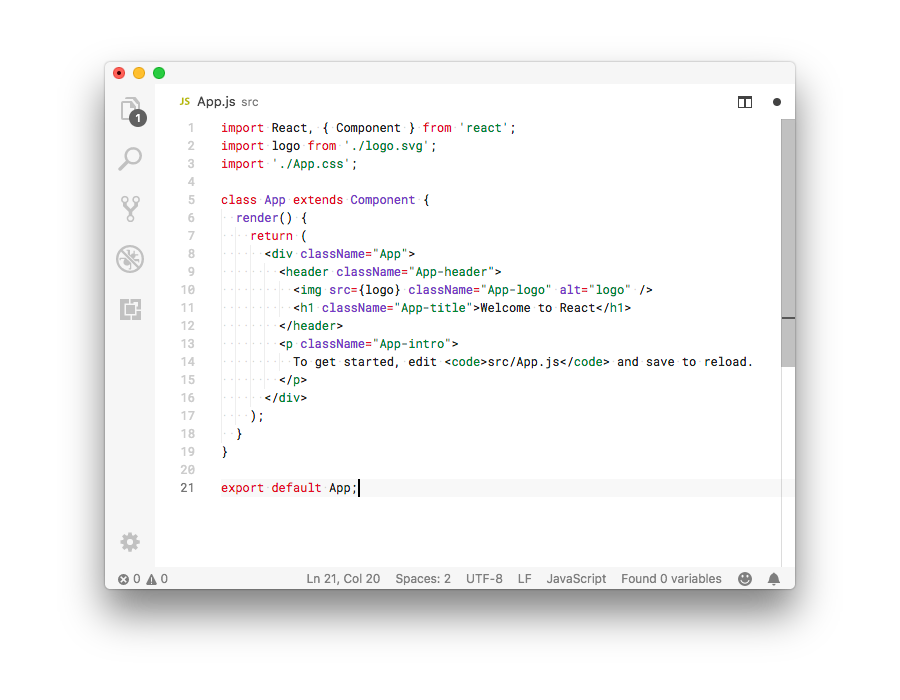 JS App.js src
1
1 import React, { Component } from 'react';
2 import logo from './logo.svg';
3 import './App.css';
4
5 class App extends Component {
6   render() {
7     return (
8       <div className="App">
9         <header className="App-header">
10           <img src={logo} className="App-logo" alt="logo" />
11           <h1 className="App-title">Welcome to React</h1>
12         </header>
13         <p className="App-intro">
14           To get started, edit <code>src/App.js</code> and save to reload.
15         </p>
16       </div>
17     );
18   }
19 }
20
21 export default App;
0 0 Ln 21, Col 20 Spaces: 2 UTF-8 LF JavaScript Found 0 variables